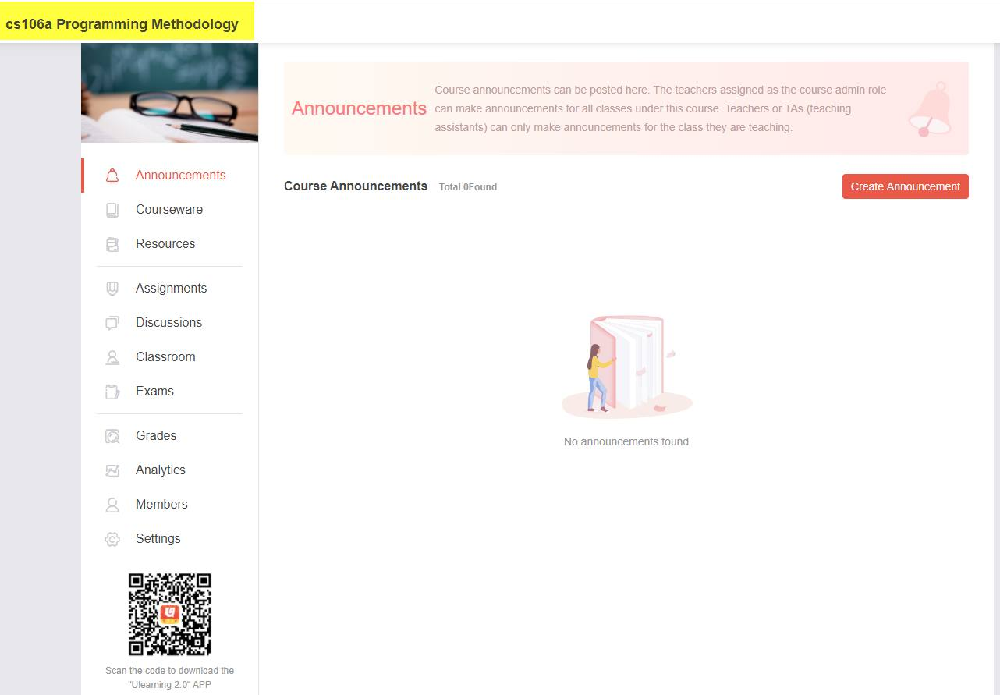 cs106a Programming Methodology
Announcements
Courseware
Resources
Assignments
Discussions
Classroom
Exams
Grades
Analytics
Members
Settings
Scan the code to download the
"Ulearning 2.0" APP
Announcements
Course announcements can be posted here. The teachers assigned as the course admin role
can make announcements for all classes under this course. Teachers or TAs (teaching
assistants) can only make announcements for the class they are teaching.
Course Announcements Total 0Found
Create Announcement
No announcements found